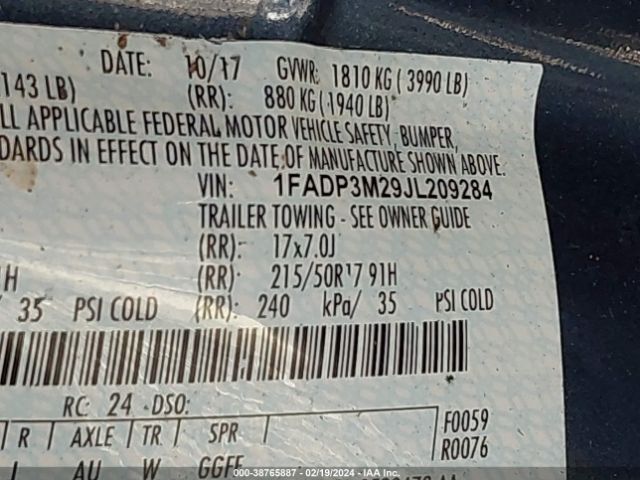 DATE: 10/17 GVWR: 1810 KG ( 3990 LB)
143 LB) (RR): 880 KG ( 1940 LB)
LL APPLICABLE FEDERAL MOTOR VEHICLE SAFETY, BUMPER,
DARDS IN EFFECT ON THE DATE OF MANUFACTURE SHOWN ABOVE.
VIN: 1FADP3M29JL209284
TRAILER TOWING - SEE OWNER GUIDE
(RR): 17x7.0J
1H (RR): 215/50R17 91H
/ 35 PSI COLD (RR): 240 kPa/ 35 PSI COLD
RC: 24 DSO:
F0059
R / AXLE / TR / SPR R0076
AU W GGFF
000-38765887 - 02/19/2024 - IAA Inc.